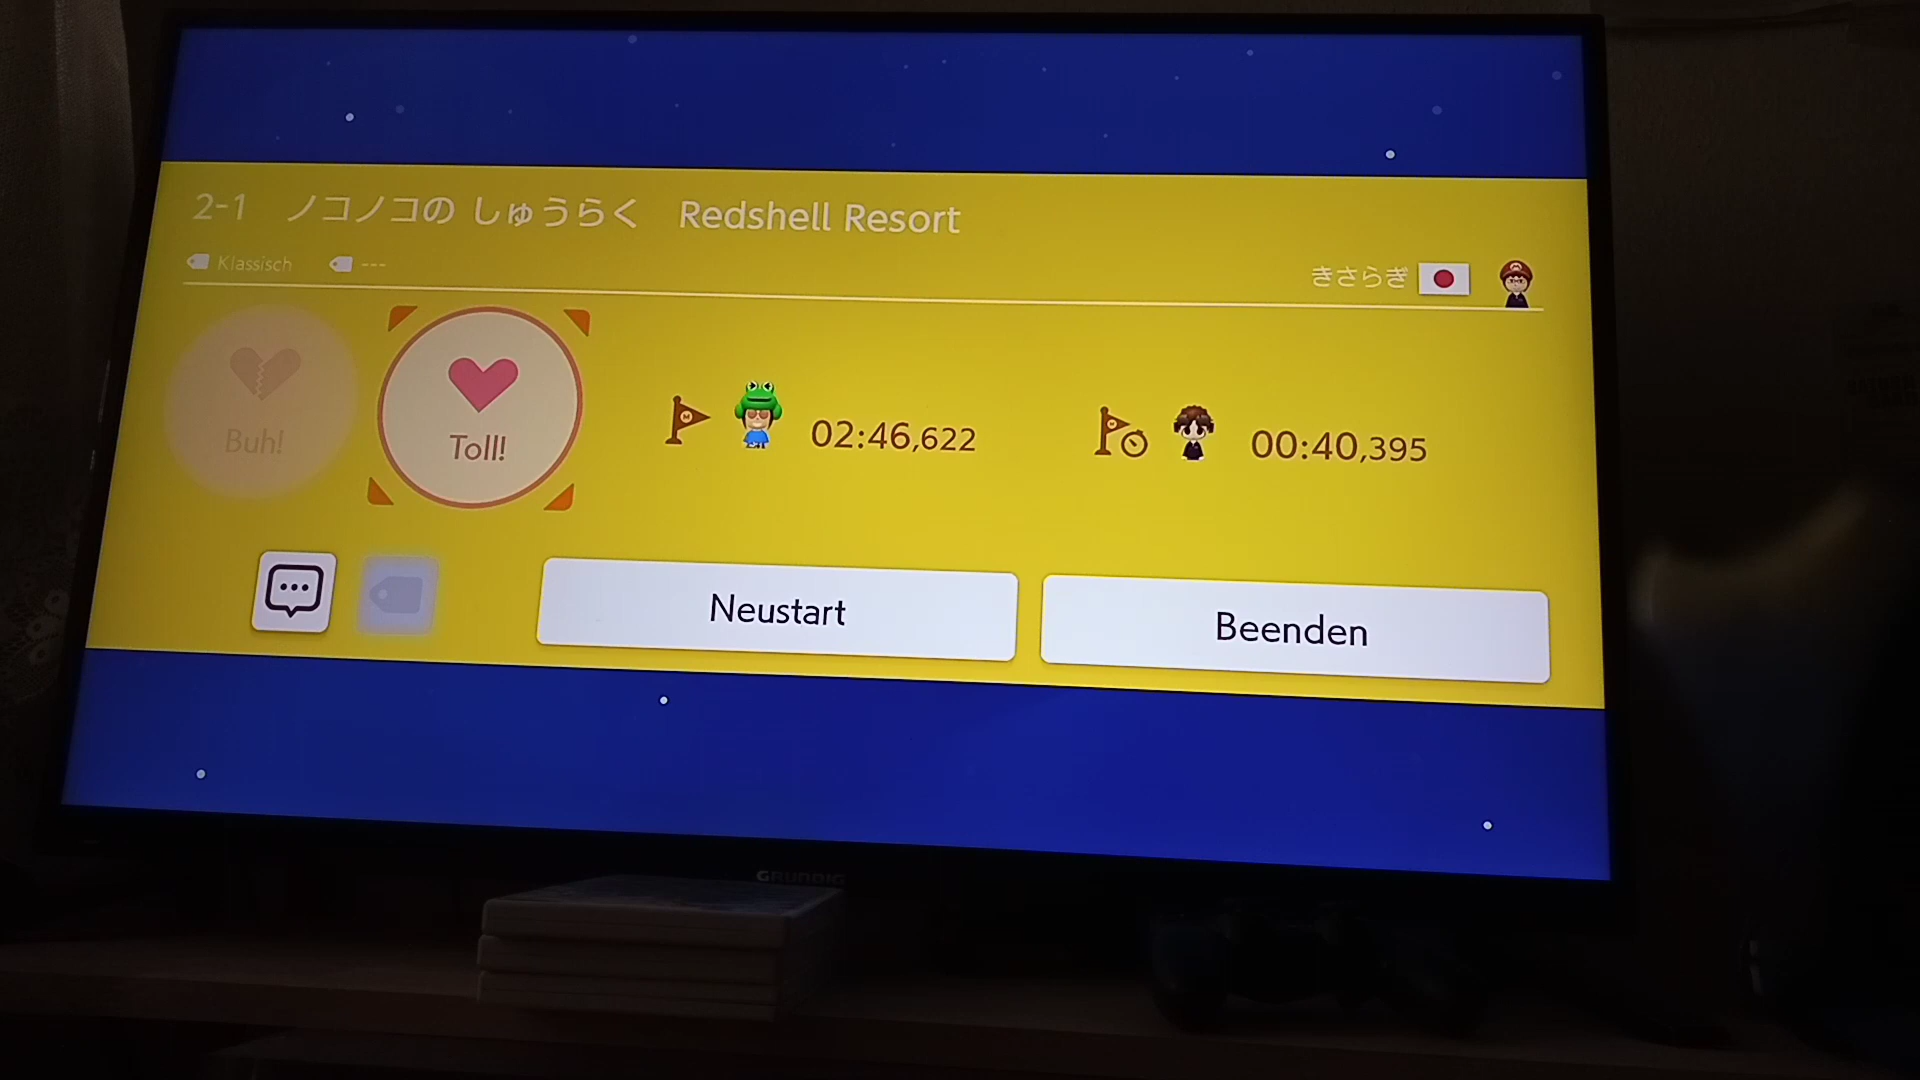 2-1 ノコノコの しゅうらく Redshell Resort
Klassisch ---
きさらぎ
Buh!
Toll!
M
02:46,622
00:40,395
Neustart
Beenden
GRUNDIG